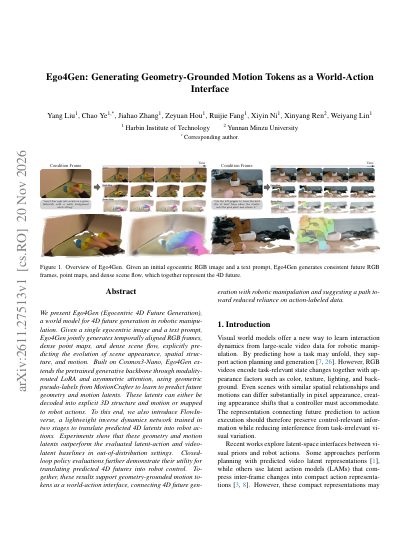 Ego4Gen: Generating Geometry-Grounded Motion Tokens as a World-Action
Interface
Yang Liu1, Chao Ye1,*, Jiahao Zhang1, Zeyuan Hou1, Ruijie Fang1, Xiyin Ni1, Xinyang Ren2, Weiyang Lin1
1 Harbin Institute of Technology 2 Yunnan Minzu University
* Corresponding author.
arXiv:2611.27513v1 [cs.RO] 20 Nov 2026
Condition Frame
Time
Condition Frame
Time
Figure 1. Overview of Ego4Gen. Given an initial egocentric RGB image and a text prompt, Ego4Gen generates consistent future RGB
frames, point maps, and dense scene flow, which together represent the 4D future.
Abstract
We present Ego4Gen (Egocentric 4D Future Generation),
a world model for 4D future generation in robotic manipu-
lation. Given a single egocentric image and a text prompt,
Ego4Gen jointly generates temporally aligned RGB frames,
dense point maps, and dense scene flow, explicitly pre-
dicting the evolution of scene appearance, spatial struc-
ture, and motion. Built on Cosmos3-Nano, Ego4Gen ex-
tends the pretrained generative backbone through modality-
routed LoRA and asymmetric attention, using geometric
pseudo-labels from MotionCrafter to learn to predict future
geometry and motion latents. These latents can either be
decoded into explicit 3D structure and motion or mapped
to robot actions. To this end, we also introduce FlowIn-
verse, a lightweight inverse dynamics network trained in
two stages to translate predicted 4D latents into robot ac-
tions. Experiments show that these geometry and motion
latents outperform the evaluated latent-action and video-
latent baselines in out-of-distribution settings. Closed-
loop policy evaluations further demonstrate their utility for
translating predicted 4D futures into robot control. To-
gether, these results support geometry-grounded motion to-
kens as a world-action interface, connecting 4D future gen-
eration with robotic manipulation and suggesting a path to-
ward reduced reliance on action-labeled data.
1. Introduction
Visual world models offer a new way to learn interaction
dynamics from large-scale video data for robotic manipu-
lation. By predicting how a task may unfold, they sup-
port action planning and generation [7, 26]. However, RGB
videos encode task-relevant state changes together with ap-
pearance factors such as color, texture, lighting, and back-
ground. Even scenes with similar spatial relationships and
motions can differ substantially in pixel appearance, creat-
ing appearance shifts that a controller must accommodate.
The representation connecting future prediction to action
execution should therefore preserve control-relevant infor-
mation while reducing interference from task-irrelevant vi-
sual variation.
Recent works explore latent-space interfaces between vi-
sual priors and robot actions. Some approaches perform
planning with predicted video latent representations [1],
while others use latent action models (LAMs) that com-
press inter-frame changes into compact action representa-
tions [3, 8]. However, these compact representations may